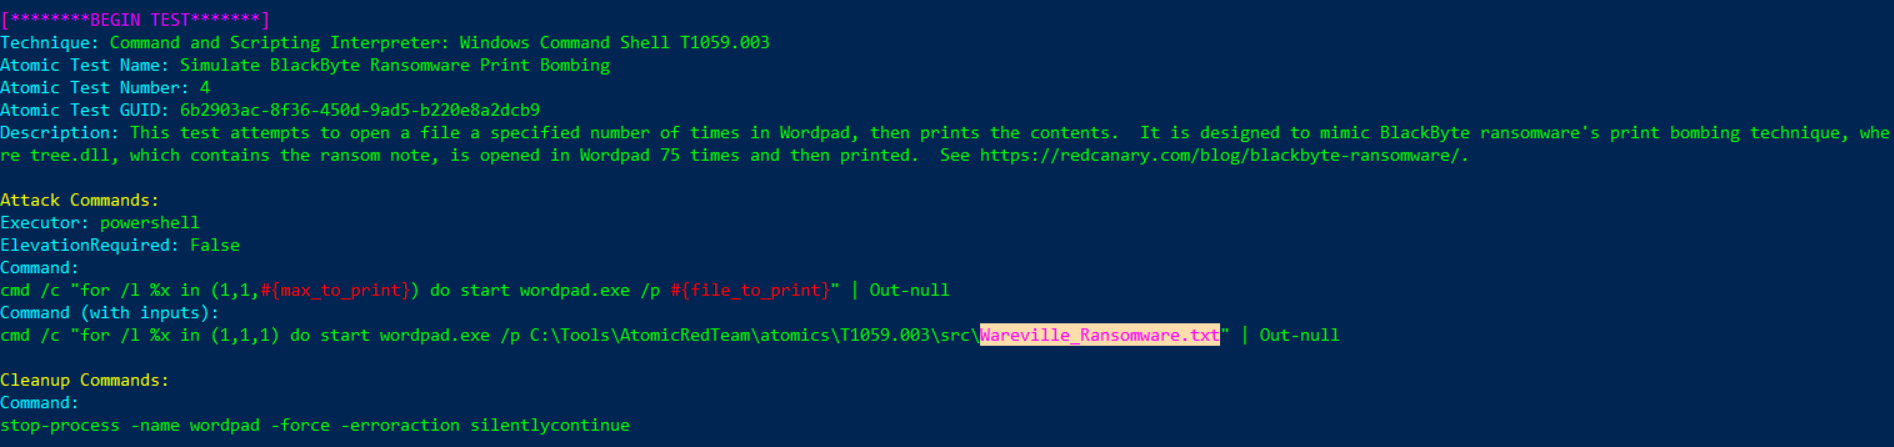 [********BEGIN TEST*******]
Technique: Command and Scripting Interpreter: Windows Command Shell T1059.003
Atomic Test Name: Simulate BlackByte Ransomware Print Bombing
Atomic Test Number: 4
Atomic Test GUID: 6b2903ac-8f36-450d-9ad5-b220e8a2dcb9
Description: This test attempts to open a file a specified number of times in Wordpad, then prints the contents.  It is designed to mimic BlackByte ransomware's print bombing technique, whe
re tree.dll, which contains the ransom note, is opened in Wordpad 75 times and then printed.  See https://redcanary.com/blog/blackbyte-ransomware/.
Attack Commands:
Executor: powershell
ElevationRequired: False
Command:
cmd /c "for /l %x in (1,1,#{max_to_print}) do start wordpad.exe /p #{file_to_print}" | Out-null
Command (with inputs):
cmd /c "for /l %x in (1,1,1) do start wordpad.exe /p C:\Tools\AtomicRedTeam\atomics\T1059.003\src\Wareville_Ransomware.txt" | Out-null
Cleanup Commands:
Command:
stop-process -name wordpad -force -erroraction silentlycontinue